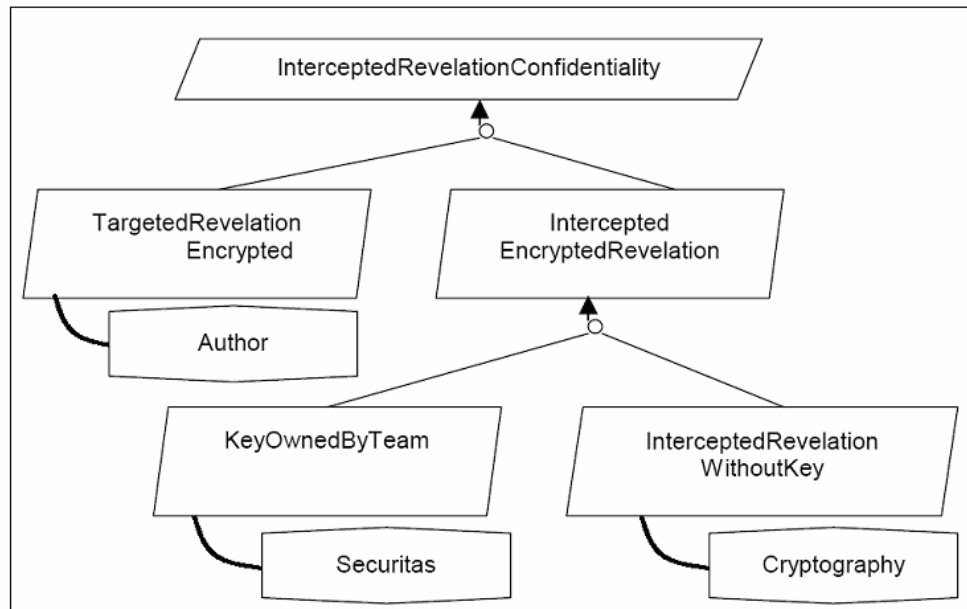 InterceptedRevelationConfidentiality
TargetedRevelation
Encrypted
Intercepted
EncryptedRevelation
Author
KeyOwnedByTeam
InterceptedRevelation
WithoutKey
Securitas
Cryptography